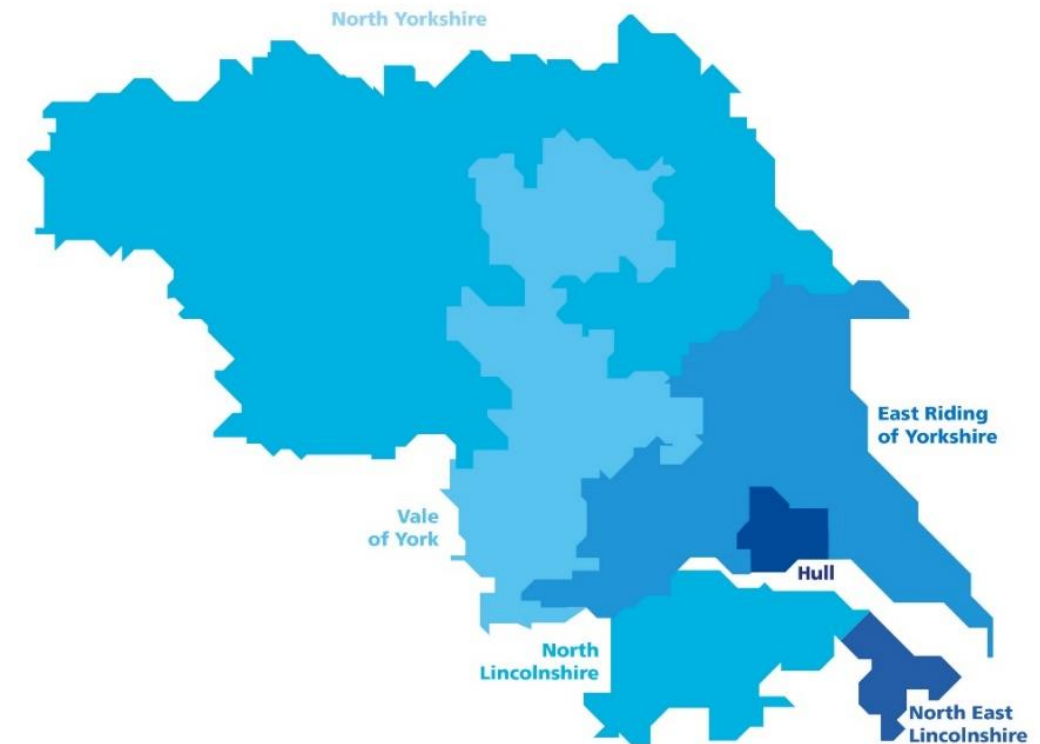 North Yorkshire
East Riding
of Yorkshire
Vale
of York
Hull
North
Lincolnshire
North East
Lincolnshire